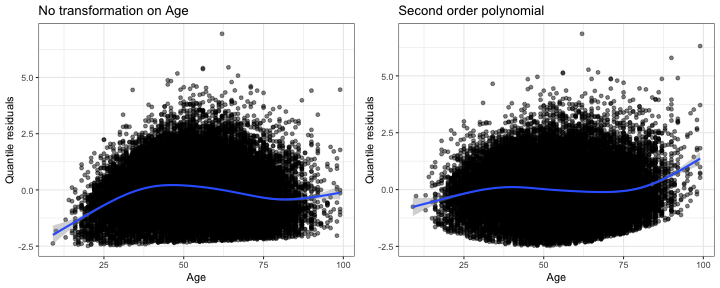 No transformation on Age
Quantile residuals
5.0
2.5
0.0
-2.5
25
50
75
100
Age
Second order polynomial
Quantile residuals
5.0
2.5
0.0
-2.5
25
50
75
100
Age